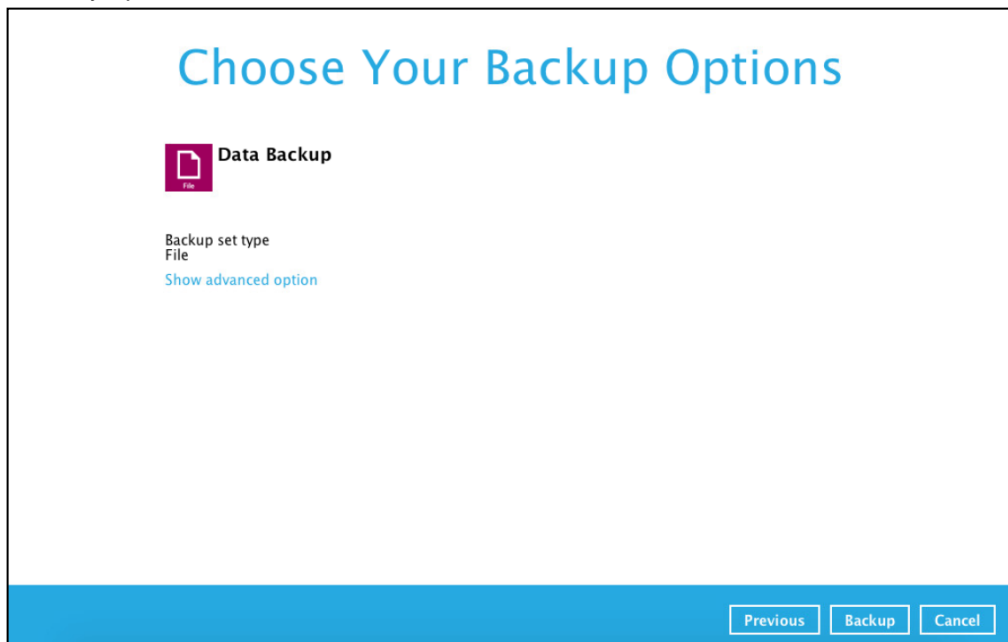 Choose Your Backup Options
Data Backup
File
Backup set type
File
Show advanced option
Previous Backup Cancel